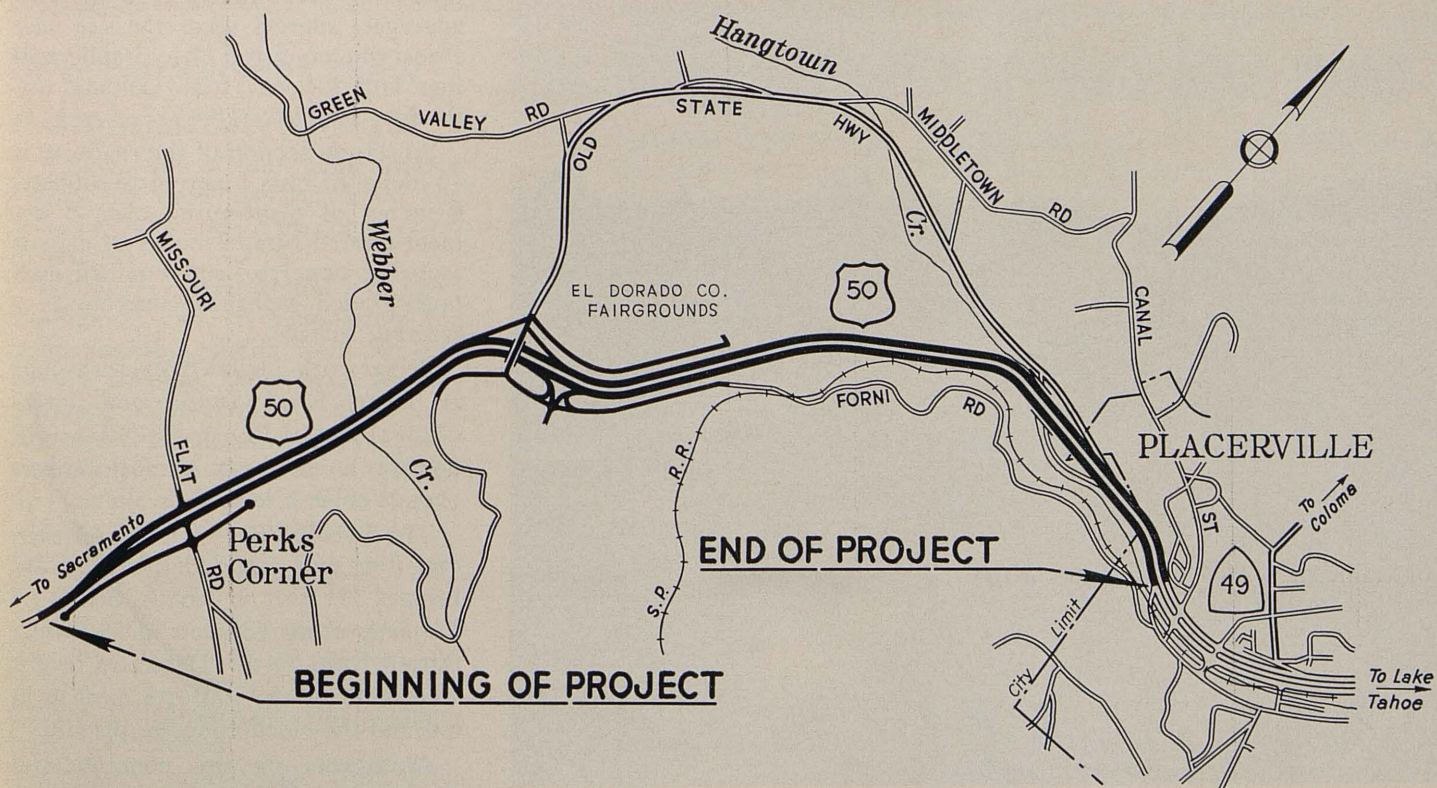 Hangtown
Cr.
GREEN VALLEY RD
OLD STATE HWY
MIDDLETOWN RD
MISSOURI FLAT RD
Webber
Cr.
EL DORADO CO.
FAIRGROUNDS
50
50
CANAL ST
FORNI RD
PLACERVILLE
To Coloma
S.P. R.R.
To Sacramento
Perks
Corner
END OF PROJECT
49
City Limit
BEGINNING OF PROJECT
To Lake
Tahoe